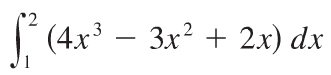 ∫₁² (4x³ − 3x² + 2x) dx